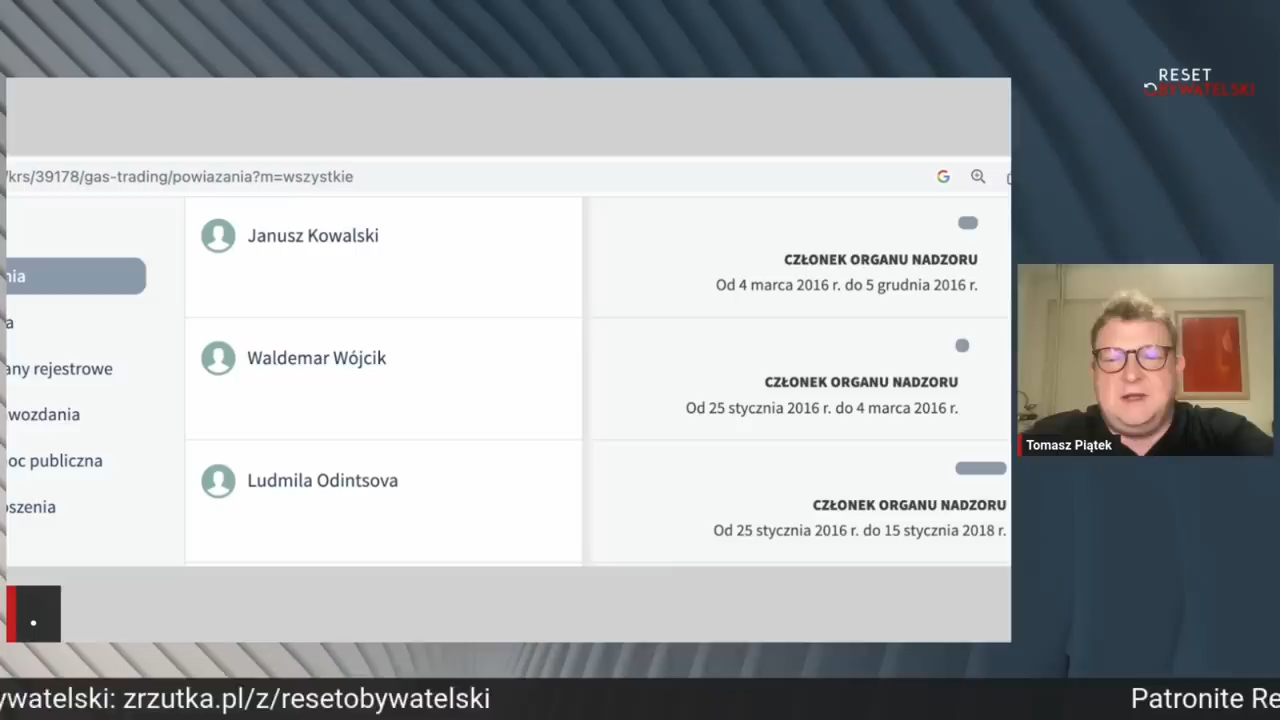 RESET
OBYWATELSKI
/krs/39178/gas-trading/powiazania?m=wszystkie
Janusz Kowalski
CZŁONEK ORGANU NADZORU
Od 4 marca 2016 r. do 5 grudnia 2016 r.
nia
a
Waldemar Wójcik
any rejestrowe
CZŁONEK ORGANU NADZORU
wozdania
Od 25 stycznia 2016 r. do 4 marca 2016 r.
oc publiczna
Ludmila Odintsova
oszenia
CZŁONEK ORGANU NADZORU
Od 25 stycznia 2016 r. do 15 stycznia 2018 r.
Tomasz Piątek
.
ywatelski: zrzutka.pl/z/resetobywatelski
Patronite Re